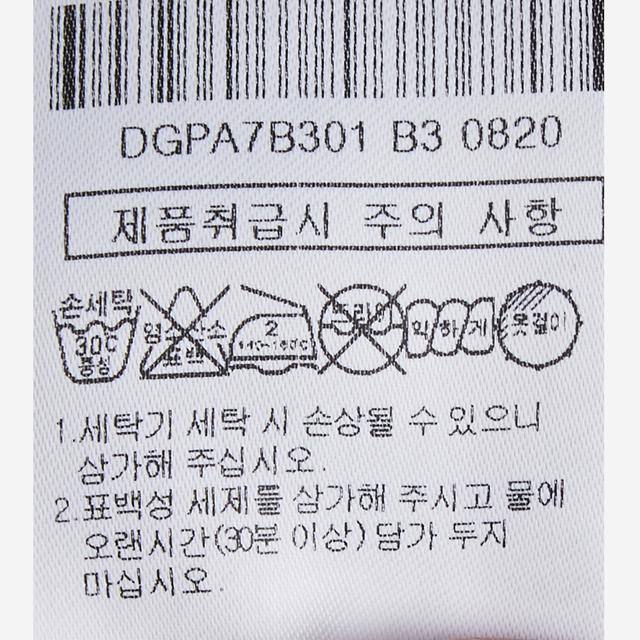 DGPA7B301 B3 0820
제품취급시 주의 사항
손세탁
30℃
중성
염소산소
표백
2
140~160℃
드라이
약하게
옷걸이
1.세탁기 세탁 시 손상될 수 있으니
삼가해 주십시오.
2.표백성 세제를 삼가해 주시고 물에
오랜시간(30분 이상) 담가 두지
마십시오.